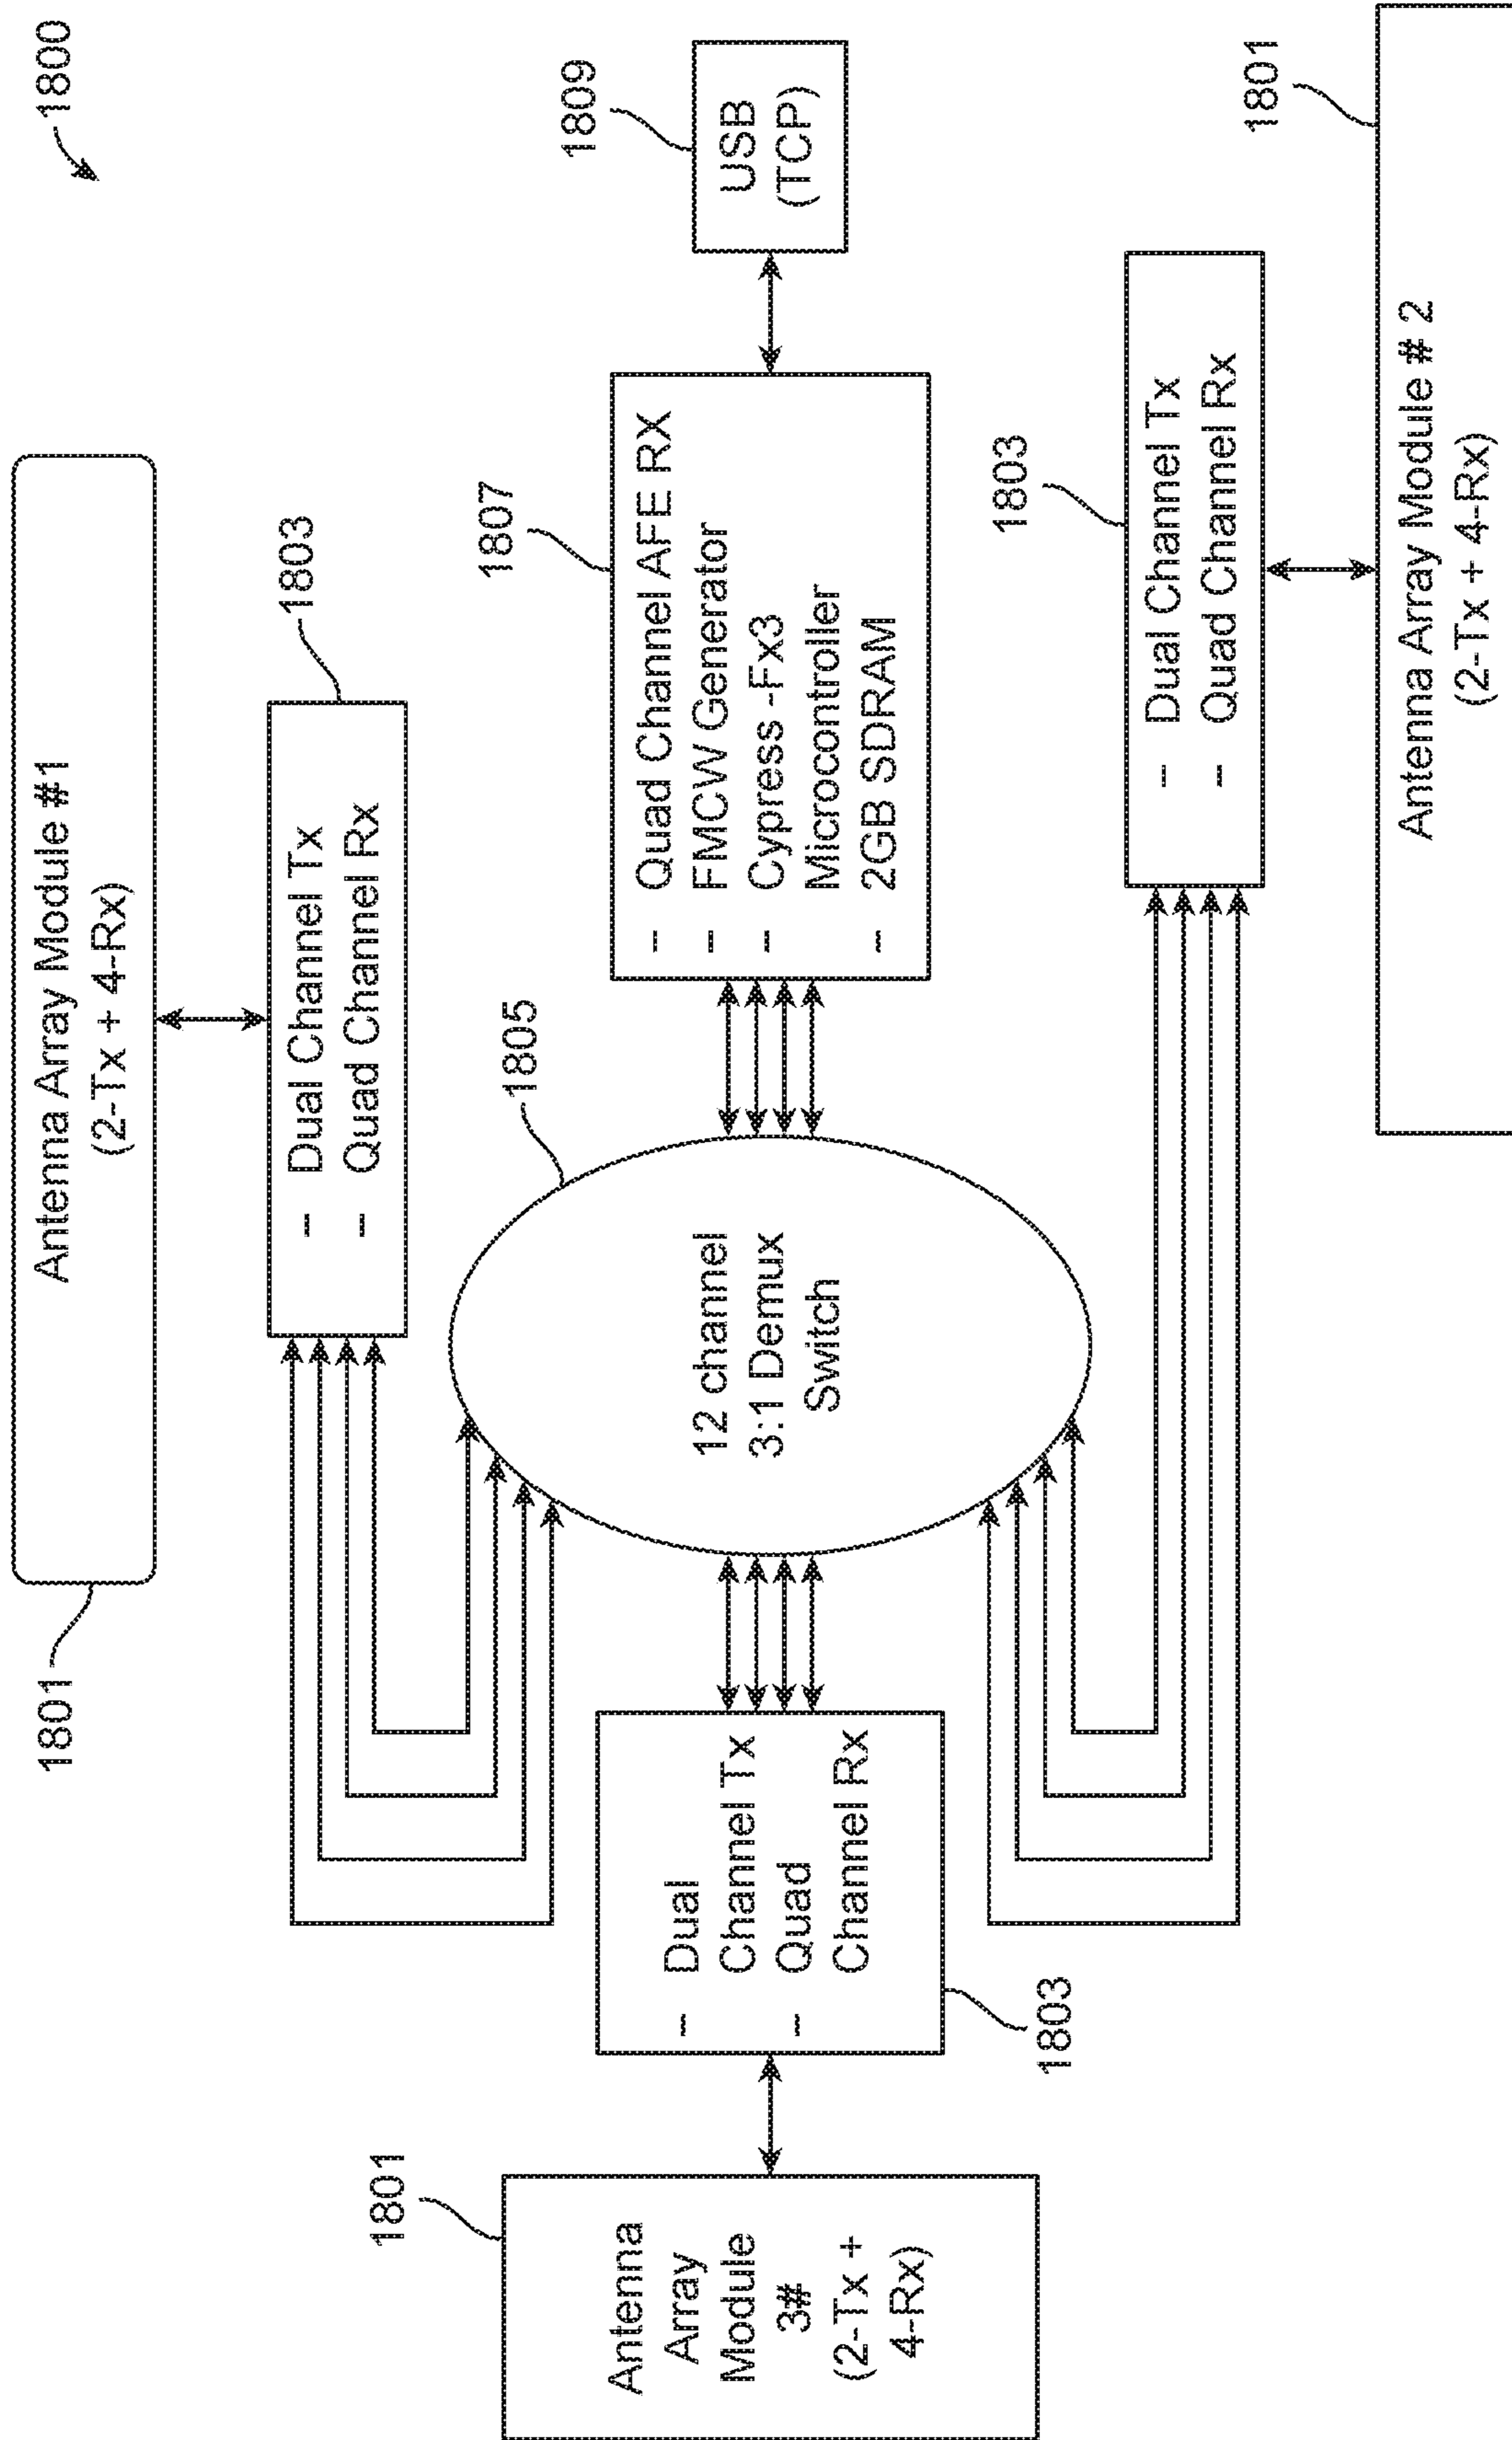 1800
1801
Antenna Array Module #1
(2-Tx + 4-Rx)
1803
- Dual Channel Tx
- Quad Channel Rx
1801
Antenna
Array
Module
3#
(2-Tx +
4-Rx)
1803
- Dual
Channel Tx
- Quad
Channel Rx
1805
12 channel
3:1 Demux
Switch
1807
- Quad Channel AFE RX
- FMCW Generator
- Cypress -Fx3
Microcontroller
- 2GB SDRAM
1809
USB
(TCP)
1803
- Dual Channel Tx
- Quad Channel Rx
1801
Antenna Array Module # 2
(2-Tx + 4-Rx)